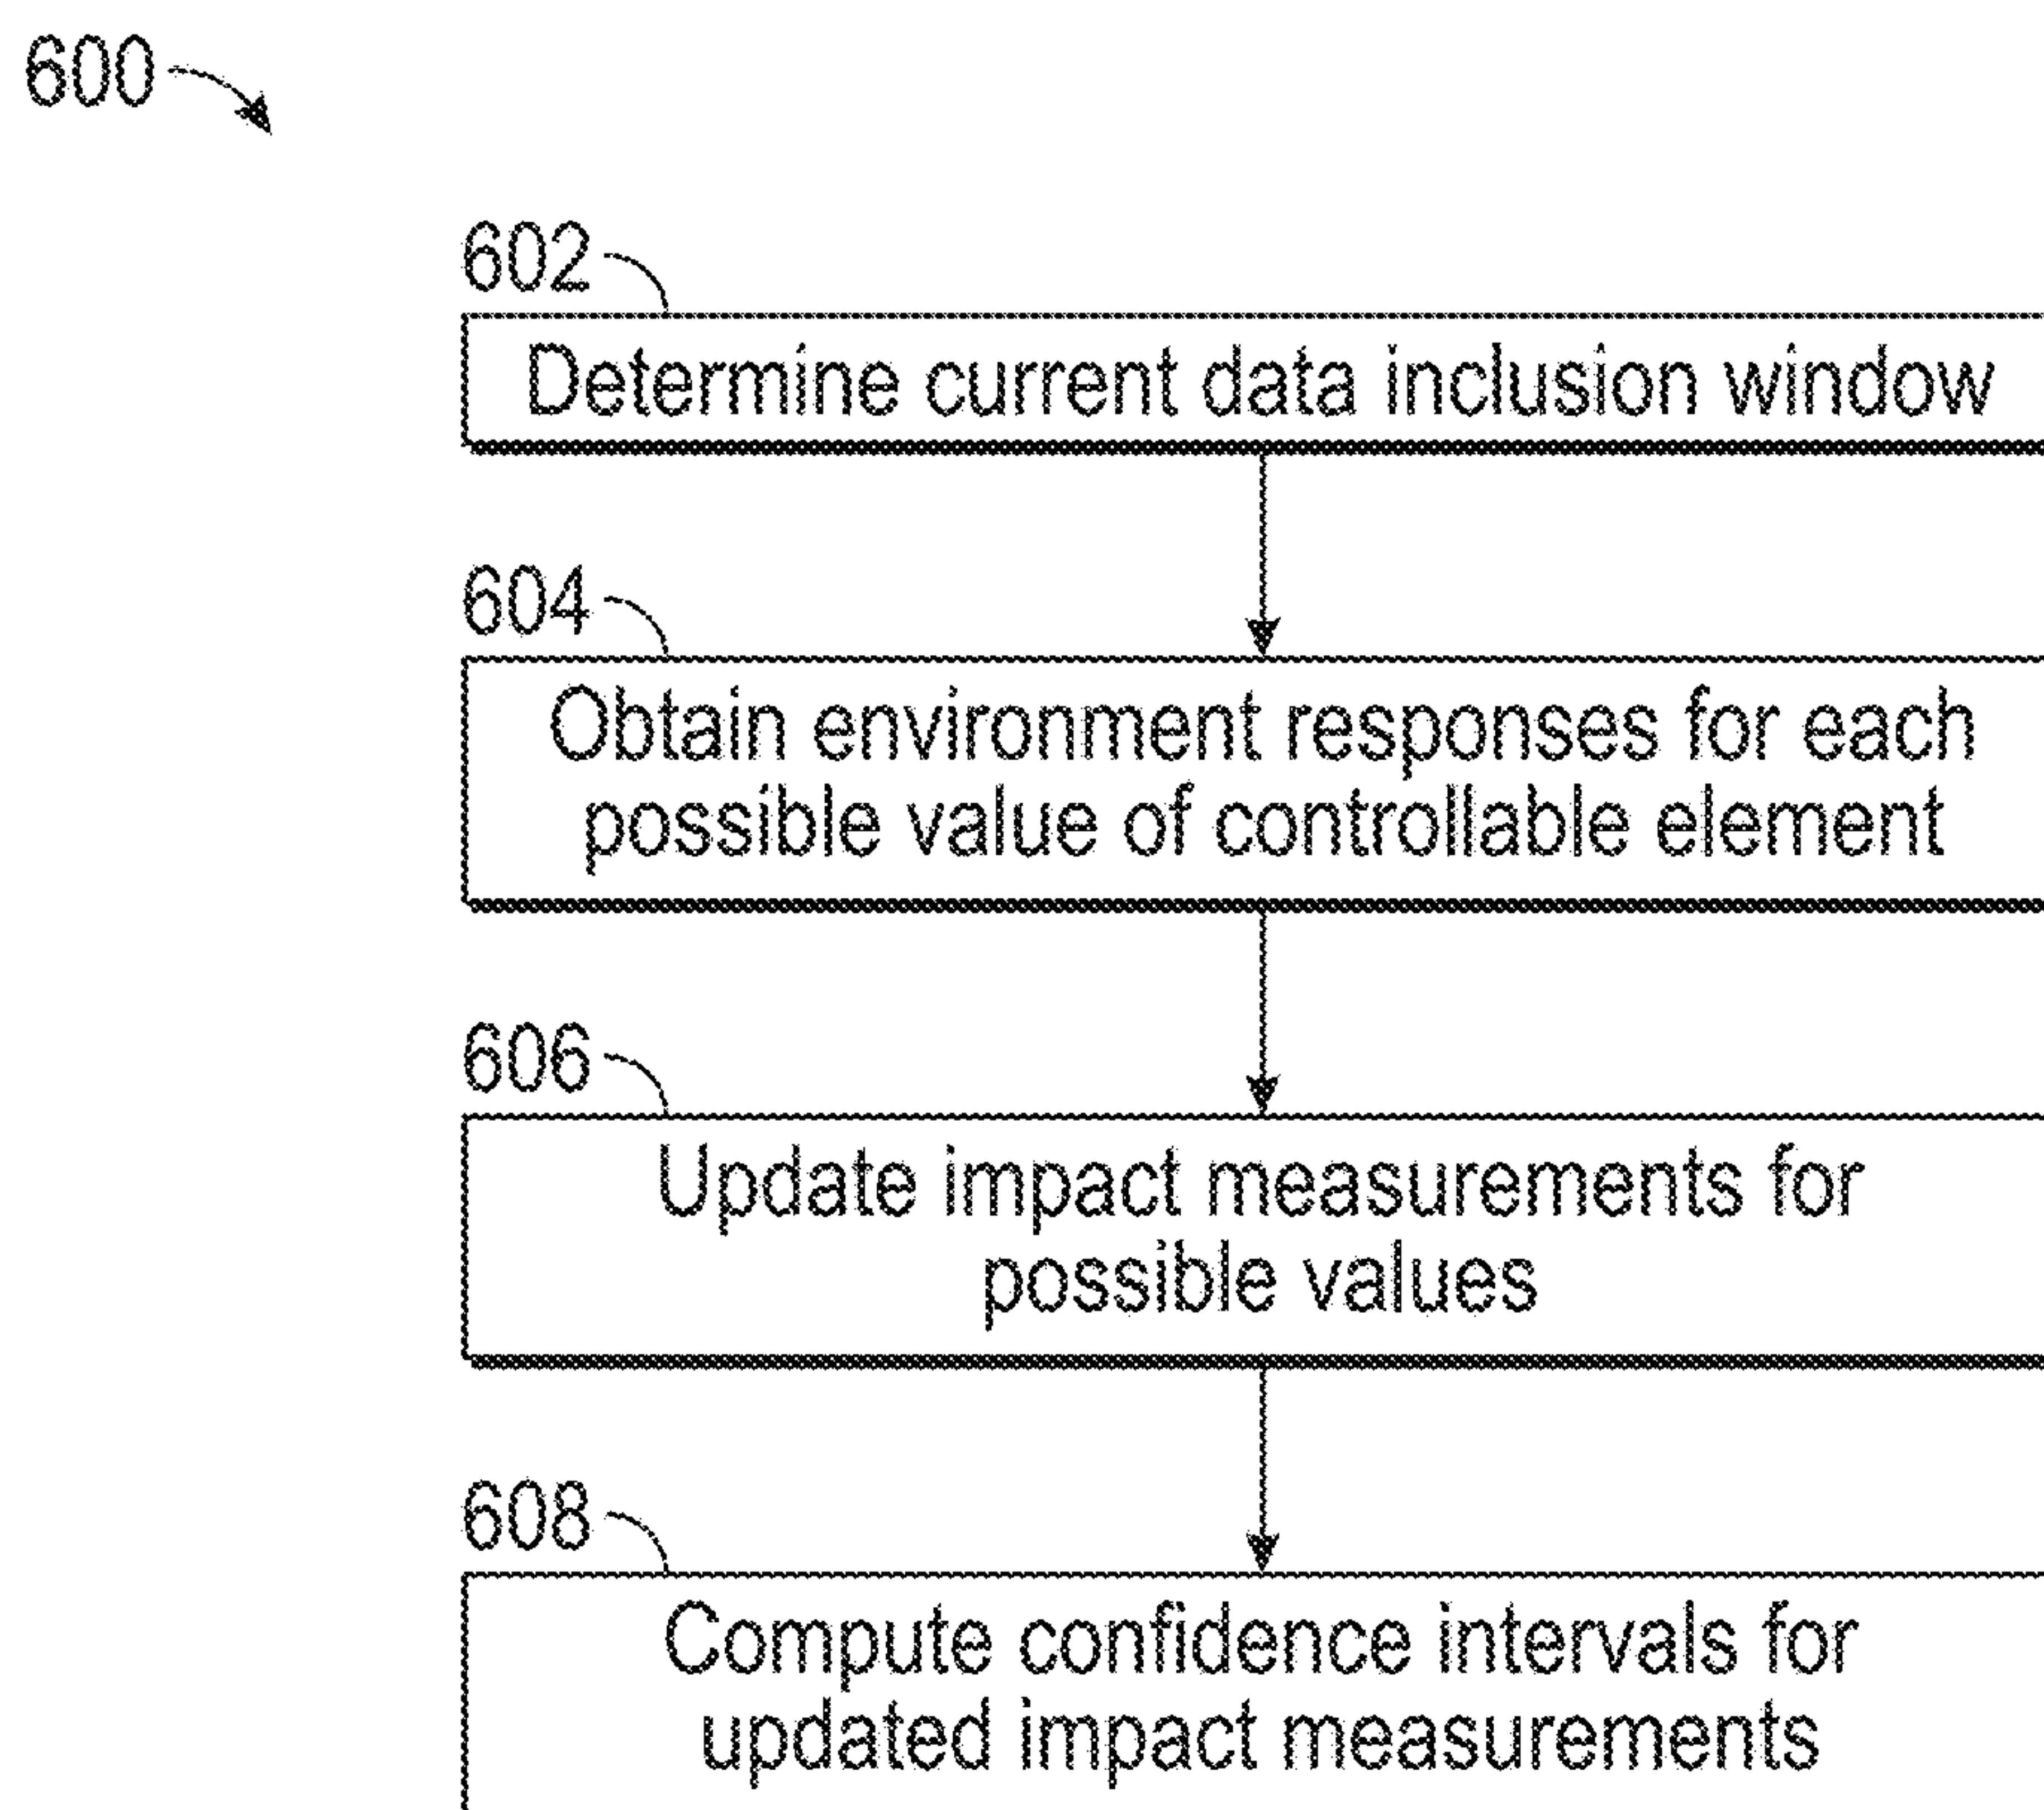 600
602
Determine current data inclusion window
604
Obtain environment responses for each
possible value of controllable element
606
Update impact measurements for
possible values
608
Compute confidence intervals for
updated impact measurements